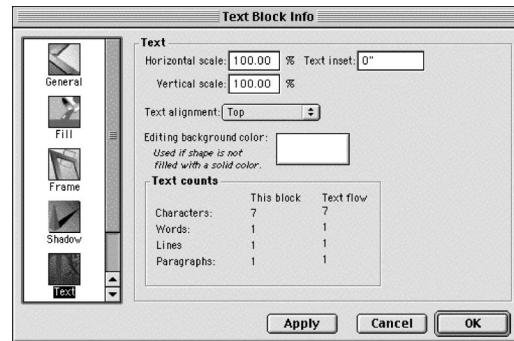 Text Block Info
General
Fill
Frame
Shadow
Text
Text
Horizontal scale: 100.00 % Text inset: 0"
Vertical scale: 100.00 %
Text alignment: Top
Editing background color:
Used if shape is not
filled with a solid color.
Text counts
This block Text flow
Characters: 7 7
Words: 1 1
Lines 1 1
Paragraphs: 1 1
Apply Cancel OK